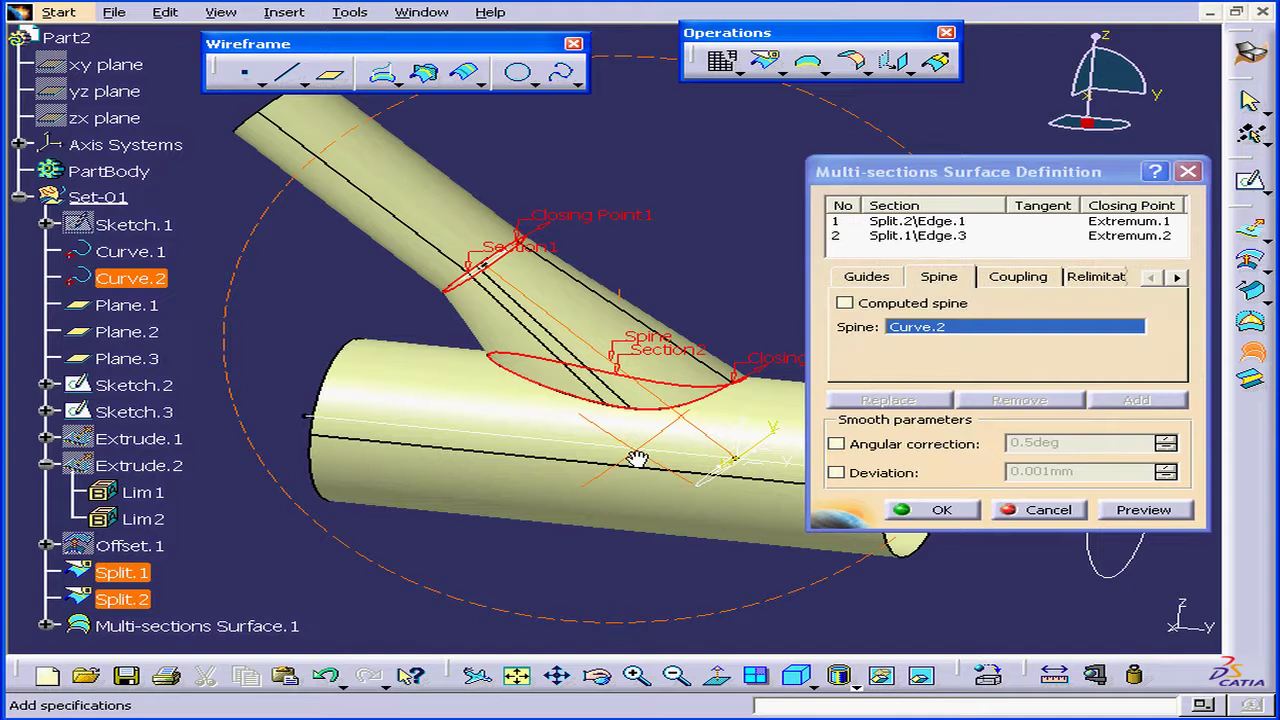 Start File Edit View Insert Tools Window Help
Part2
xy plane
yz plane
zx plane
Axis Systems
PartBody
Set-01
Sketch.1
Curve.1
Curve.2
Plane.1
Plane.2
Plane.3
Sketch.2
Sketch.3
Extrude.1
Extrude.2
Lim1
Lim2
Offset.1
Split.1
Split.2
Multi-sections Surface.1
Wireframe
Operations
z
y
x
Closing Point1
Section1
Spine
Section2
Closing
y
y
Multi-sections Surface Definition
No Section Tangent Closing Point
1 Split.2\Edge.1 Extremum.1
2 Split.1\Edge.3 Extremum.2
Guides Spine Coupling Relimitat
Computed spine
Spine: Curve.2
Replace Remove Add
Smooth parameters
Angular correction: 0.5deg
Deviation: 0.001mm
OK Cancel Preview
z
x y
DS CATIA
Add specifications